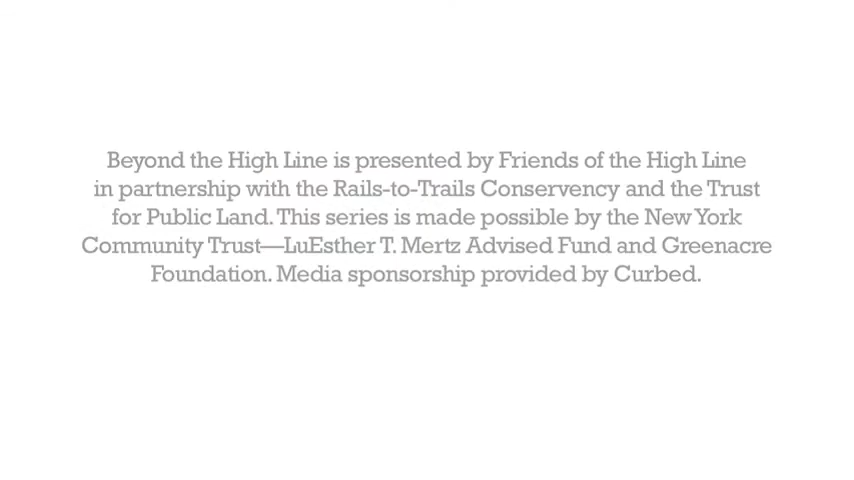 Beyond the High Line is presented by Friends of the High Line
in partnership with the Rails-to-Trails Conservency and the Trust
for Public Land. This series is made possible by the New York
Community Trust—LuEsther T. Mertz Advised Fund and Greenacre
Foundation. Media sponsorship provided by Curbed.